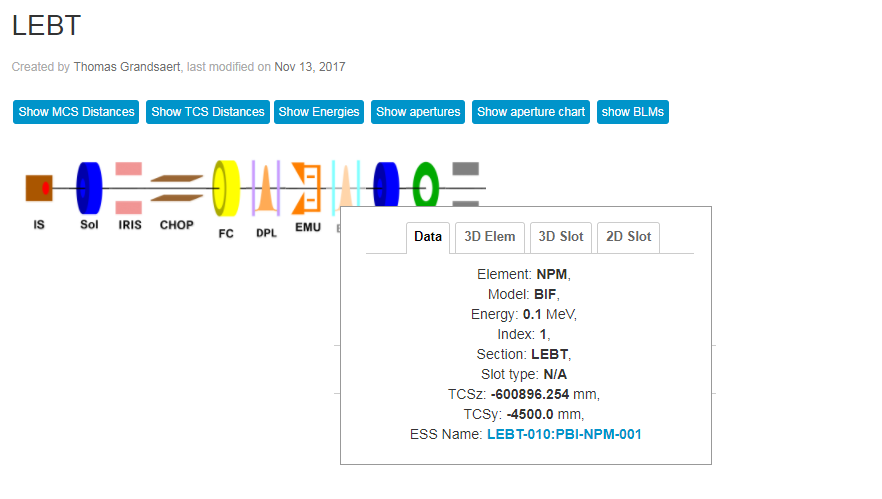 LEBT
Created by Thomas Grandsaert, last modified on Nov 13, 2017
Show MCS Distances Show TCS Distances Show Energies Show apertures Show aperture chart show BLMs
IS Sol IRIS CHOP FC DPL EMU
Data 3D Elem 3D Slot 2D Slot
Element: NPM,
Model: BIF,
Energy: 0.1 MeV,
Index: 1,
Section: LEBT,
Slot type: N/A
TCSz: -600896.254 mm,
TCSy: -4500.0 mm,
ESS Name: LEBT-010:PBI-NPM-001